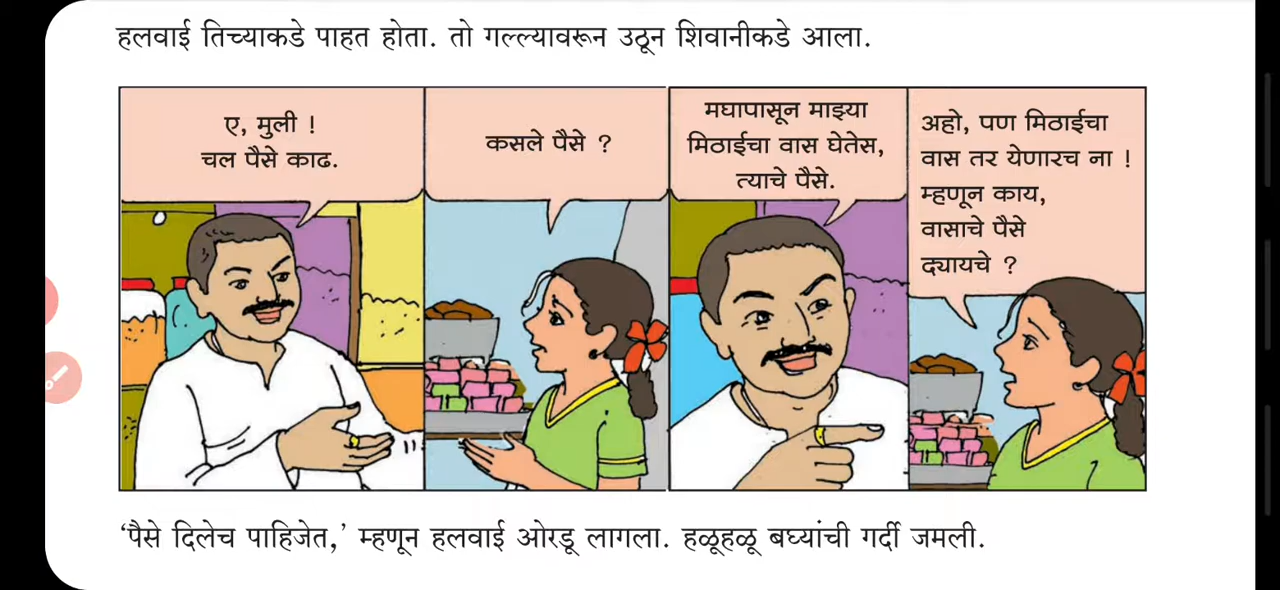 हलवाई तिच्याकडे पाहत होता. तो गल्ल्यावरून उठून शिवानीकडे आला.
ए, मुली !
चल पैसे काढ.
कसले पैसे ?
मघापासून माझ्या
मिठाईचा वास घेतेस,
त्याचे पैसे.
अहो, पण मिठाईचा
वास तर येणारच ना !
म्हणून काय,
वासाचे पैसे
द्यायचे ?
‘पैसे दिलेच पाहिजेत,’ म्हणून हलवाई ओरडू लागला. हळूहळू बघ्यांची गर्दी जमली.